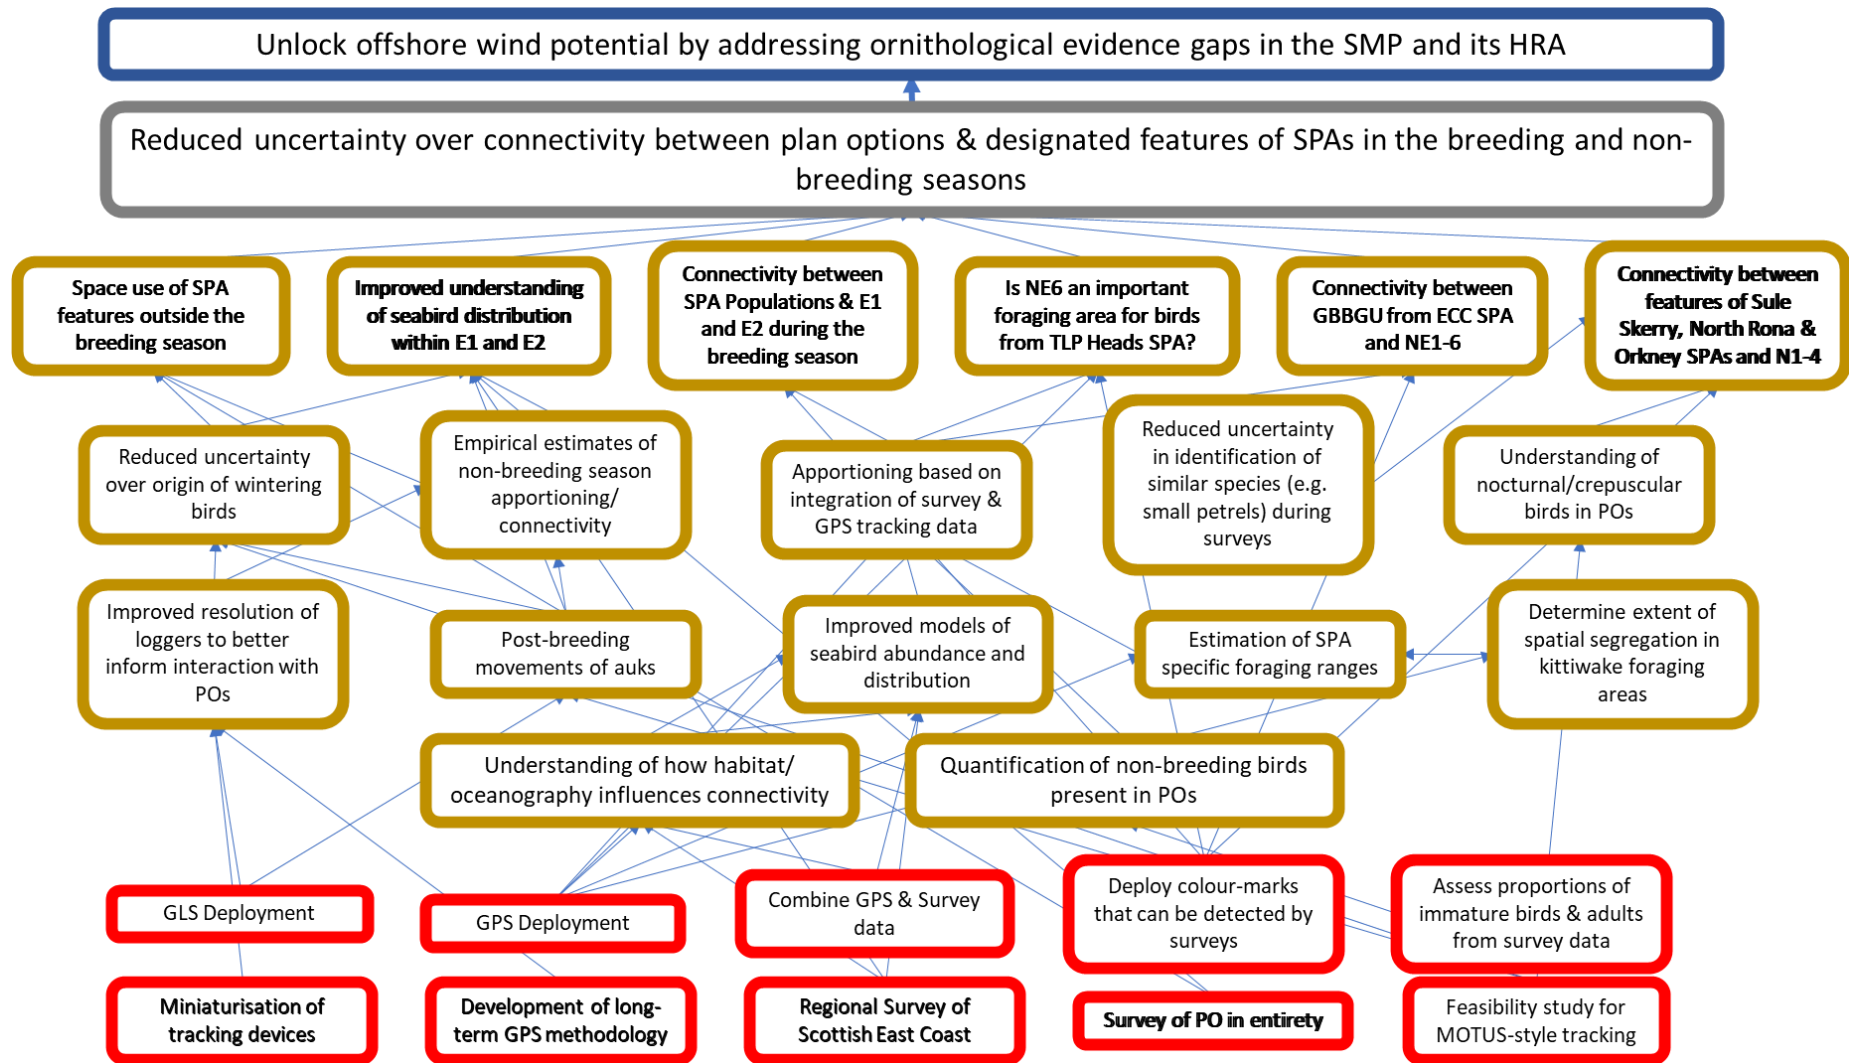 Unlock offshore wind potential by addressing ornithological evidence gaps in the SMP and its HRA
Reduced uncertainty over connectivity between plan options & designated features of SPAs in the breeding and non-
breeding seasons
Space use of SPA
features outside the
breeding season
Improved understanding
of seabird distribution
within E1 and E2
Connectivity between
SPA Populations & E1
and E2 during the
breeding season
Is NE6 an important
foraging area for birds
from TLP Heads SPA?
Connectivity between
GBBGU from ECC SPA
and NE1-6
Connectivity between
features of Sule
Skerry, North Rona &
Orkney SPAs and N1-4
Reduced uncertainty
over origin of wintering
birds
Empirical estimates of
non-breeding season
apportioning/
connectivity
Apportioning based on
integration of survey &
GPS tracking data
Reduced uncertainty
in identification of
similar species (e.g.
small petrels) during
surveys
Understanding of
nocturnal/crepuscular
birds in POs
Improved resolution of
loggers to better
inform interaction with
POs
Post-breeding
movements of auks
Improved models of
seabird abundance and
distribution
Estimation of SPA
specific foraging ranges
Determine extent of
spatial segregation in
kittiwake foraging
areas
Understanding of how habitat/
oceanography influences connectivity
Quantification of non-breeding birds
present in POs
GLS Deployment
GPS Deployment
Combine GPS & Survey
data
Deploy colour-marks
that can be detected by
surveys
Assess proportions of
immature birds & adults
from survey data
Miniaturisation of
tracking devices
Development of long-
term GPS methodology
Regional Survey of
Scottish East Coast
Survey of PO in entirety
Feasibility study for
MOTUS-style tracking